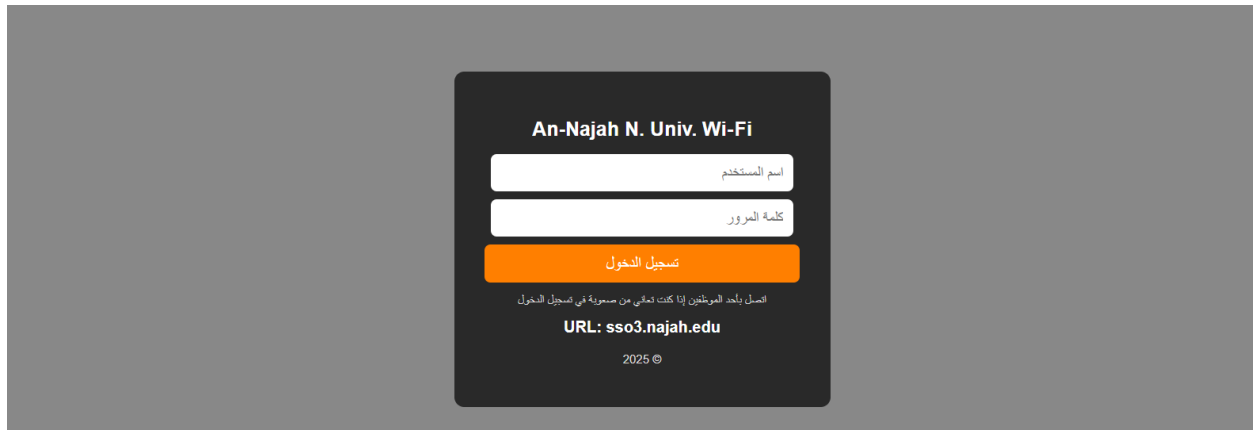 An-Najah N. Univ. Wi-Fi
اسم المستخدم
كلمة المرور
تسجيل الدخول
اتصل بأحد الموظفين إذا كنت تعاني من صعوبة في تسجيل الدخول
URL: sso3.najah.edu
2025 ©